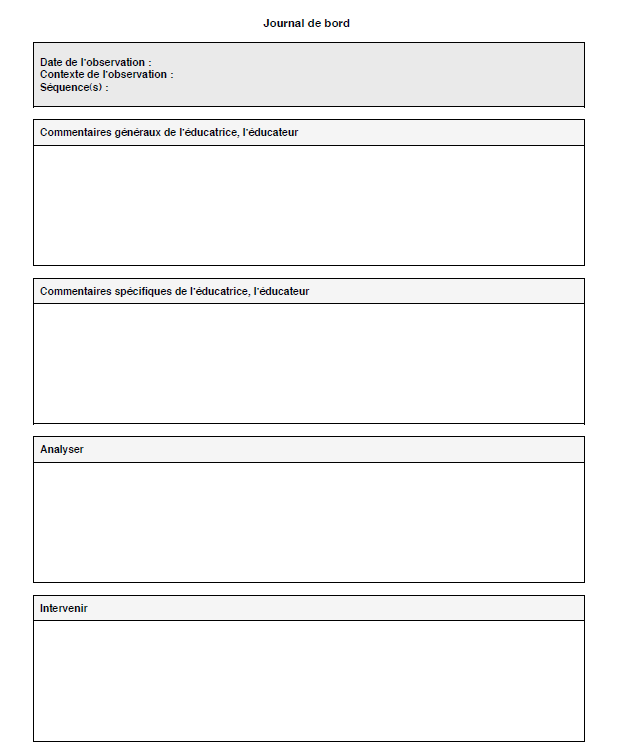 Journal de bord
Date de l'observation :
Contexte de l'observation :
Séquence(s) :
Commentaires généraux de l'éducatrice, l'éducateur
Commentaires spécifiques de l'éducatrice, l'éducateur
Analyser
Intervenir